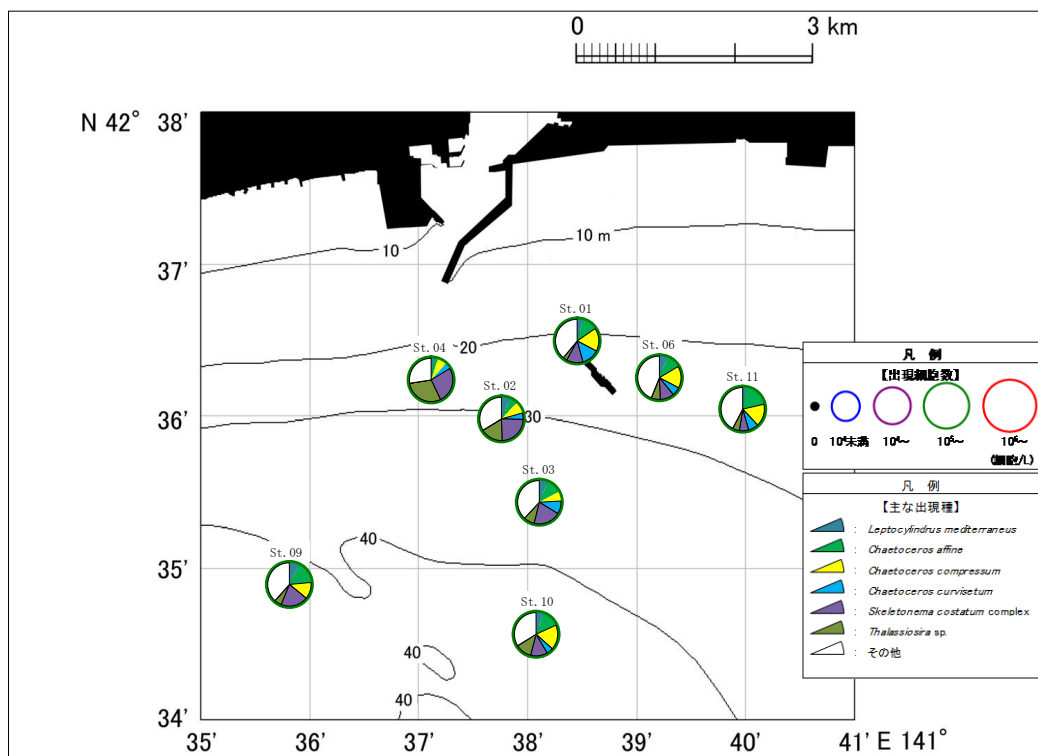 0 3 km
N 42° 38'
10
10 m
37'
St.01
St.04
20
St.06
St.02
St.11
36'
30
St.03
40
St.09
35'
St.10
40
40
34'
35' 36' 37' 38' 39' 40' 41' E 141°
凡 例
【出現細胞数】
0 10⁴未満 10⁴～ 10⁵～ 10⁶～
(細胞/L)
凡 例
【主な出現種】
: Leptocylindrus mediterraneus
: Chaetoceros affine
: Chaetoceros compressum
: Chaetoceros curvisetum
: Skeletonema costatum complex
: Thalassiosira sp.
: その他